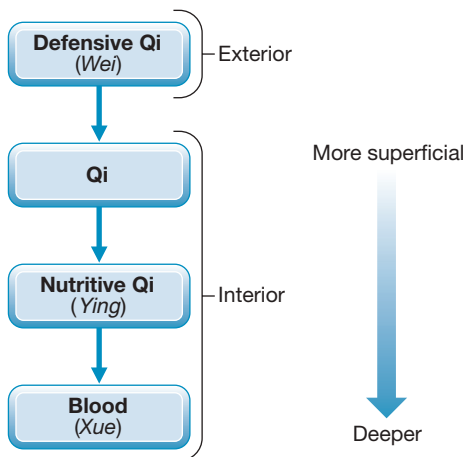 Defensive Qi
(Wei)
Exterior
Qi
More superficial
Nutritive Qi
(Ying)
Interior
Blood
(Xue)
Deeper